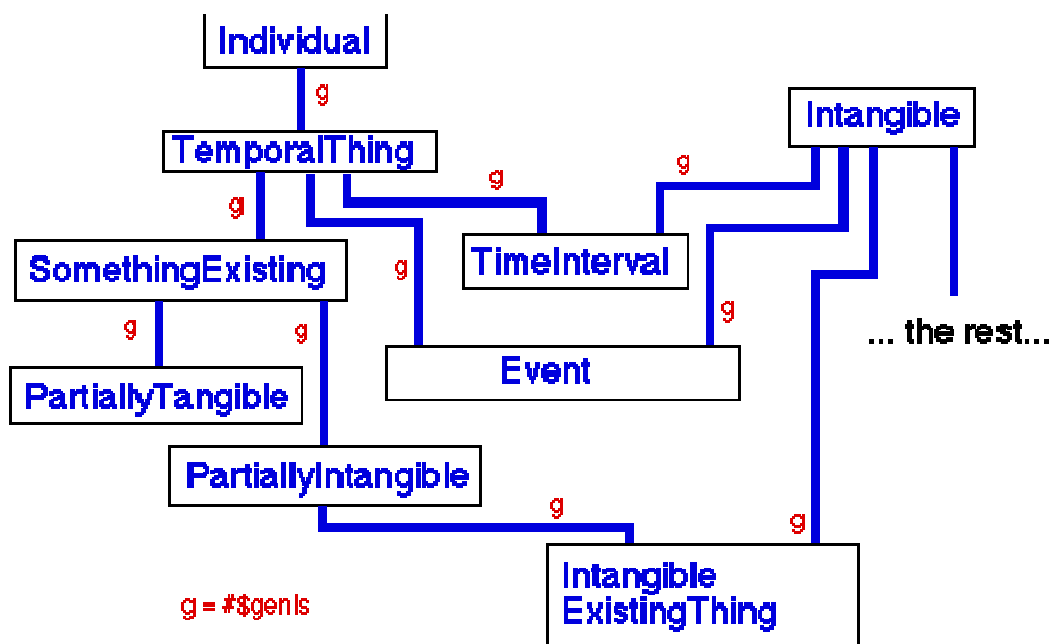 Individual
g
Intangible
TemporalThing
g
g
g
SomethingExisting
TimeInterval
g
g
g
g
... the rest...
Event
PartiallyTangible
PartiallyIntangible
g
g
Intangible
ExistingThing
g = #$genls